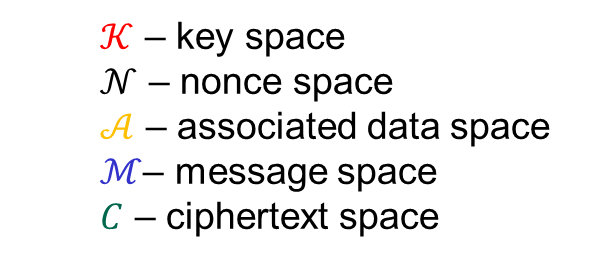 𝒦 – key space
𝒩 – nonce space
𝒜 – associated data space
ℳ– message space
𝐶 – ciphertext space